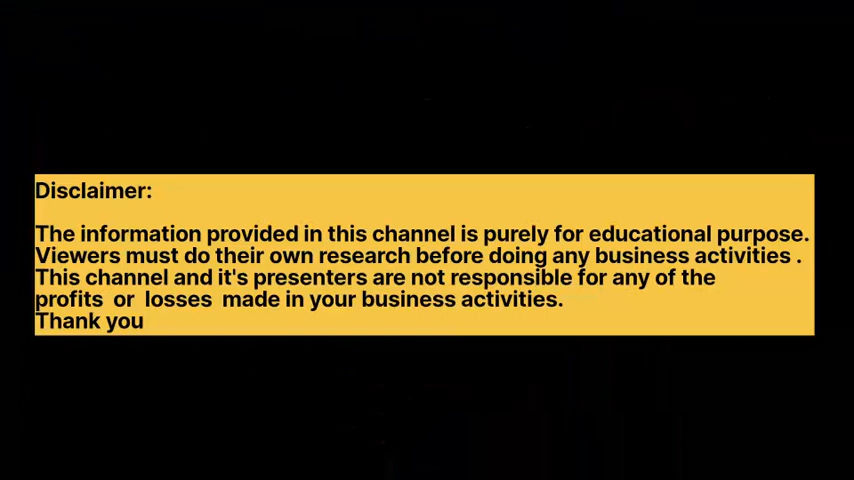 Disclaimer:
The information provided in this channel is purely for educational purpose.
Viewers must do their own research before doing any business activities .
This channel and it's presenters are not responsible for any of the
profits  or  losses  made in your business activities.
Thank you